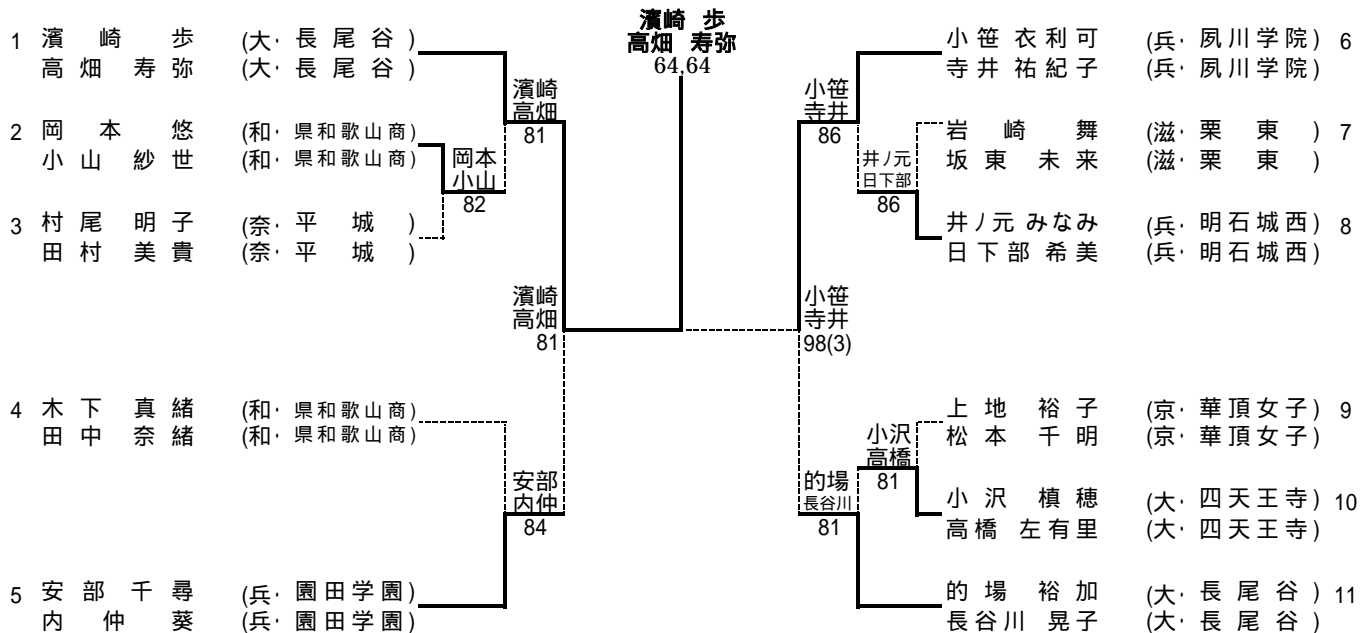 濱崎 歩
高畑 寿弥
64,64
1 濱崎 歩 (大・長尾谷)
高畑 寿弥 (大・長尾谷)
濱崎
高畑
81
2 岡本 悠 (和・県和歌山商)
小山 紗世 (和・県和歌山商)
岡本
小山
82
3 村尾 明子 (奈・平城)
田村 美貴 (奈・平城)
濱崎
高畑
81
4 木下 真緒 (和・県和歌山商)
田中 奈緒 (和・県和歌山商)
安部
内仲
84
5 安部 千尋 (兵・園田学園)
内仲 葵 (兵・園田学園)
小笹 衣利可 (兵・夙川学院) 6
寺井 祐紀子 (兵・夙川学院)
小笹
寺井
86
岩崎 舞 (滋・栗東) 7
坂東 未来 (滋・栗東)
井ノ元
日下部
86
井ノ元 みなみ (兵・明石城西) 8
日下部 希美 (兵・明石城西)
小笹
寺井
98(3)
上地 裕子 (京・華頂女子) 9
松本 千明 (京・華頂女子)
小沢
高橋
81
小沢 槙穂 (大・四天王寺) 10
高橋 左有里 (大・四天王寺)
的場
長谷川
81
的場 裕加 (大・長尾谷) 11
長谷川 晃子 (大・長尾谷)